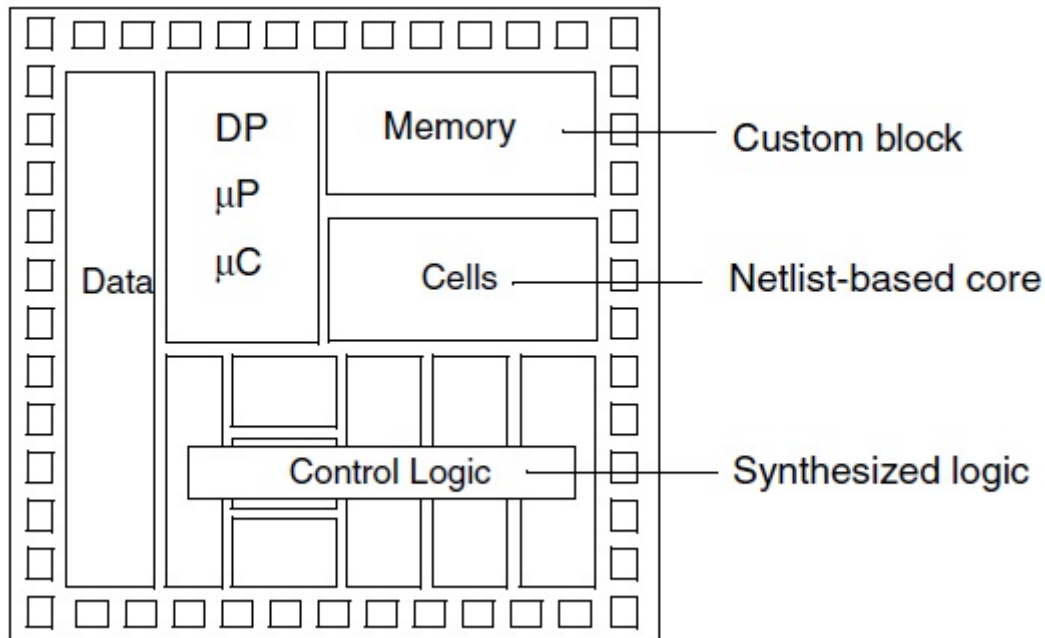 DP
μP
μC
Memory
Custom block
Data
Cells
Netlist-based core
Control Logic
Synthesized logic